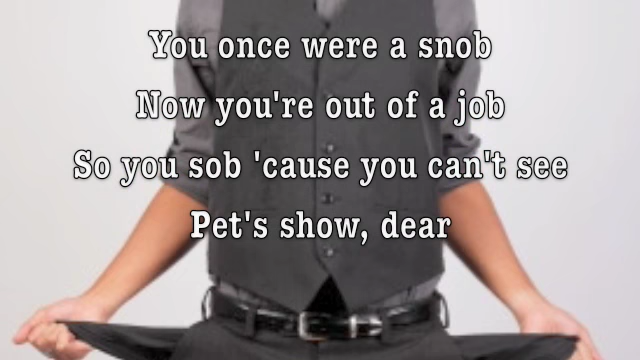 You once were a snob
Now you're out of a job
So you sob 'cause you can't see
Pet's show, dear